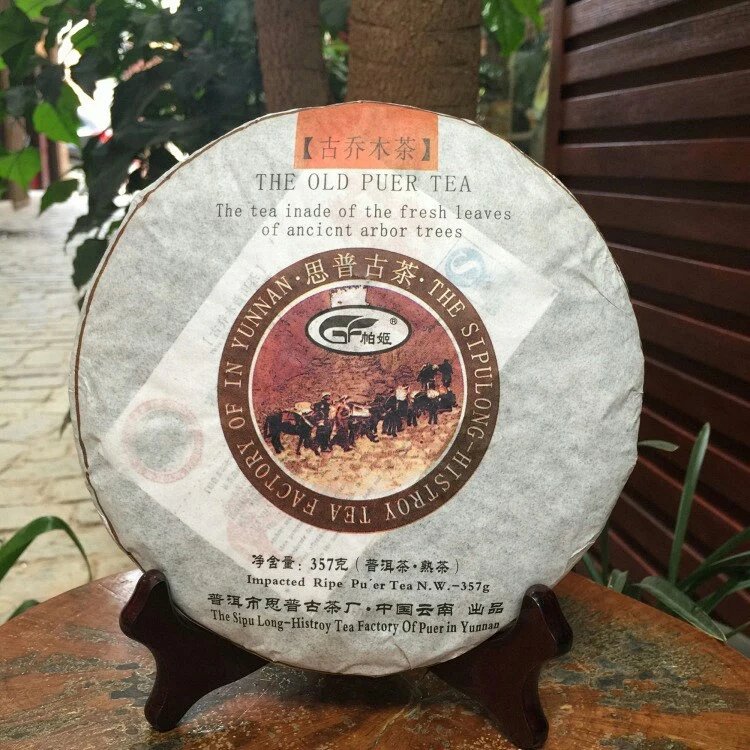 【古乔木茶】
THE OLD PUER TEA
The tea inade of the fresh leaves
of ancicnt arbor trees
思普古茶·THE SIPULONG-HISTROY TEA FACTORY OF IN YUNNAN·
GF帕姬®
净含量：357克（普洱茶·熟茶）
Impacted Ripe Pu'er Tea N.W.-357g
普洱市思普古茶厂·中国云南 出品
The Sipu Long-Histroy Tea Factory Of Puer in Yunnan